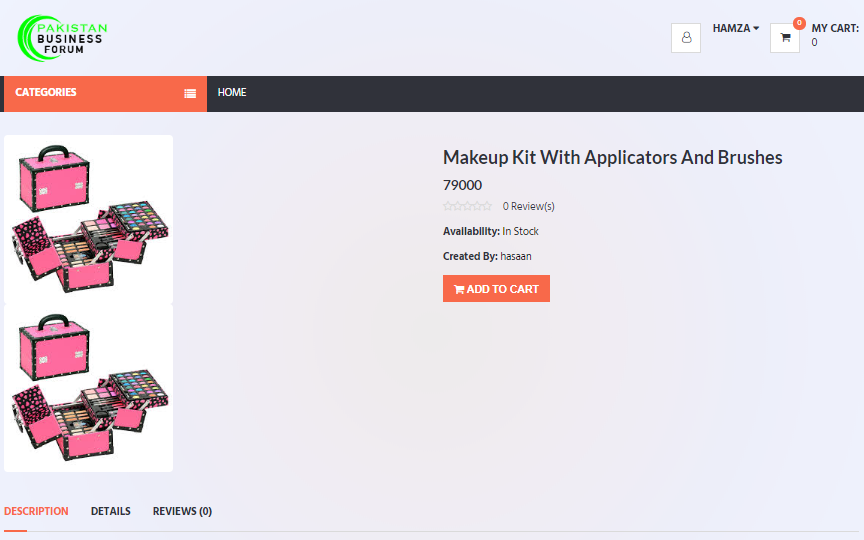 PAKISTAN
BUSINESS
FORUM
HAMZA
0
MY CART:
0
CATEGORIES
HOME
Makeup Kit With Applicators And Brushes
79000
0 Review(s)
Availability: In Stock
Created By: hasaan
ADD TO CART
DESCRIPTION
DETAILS
REVIEWS (0)